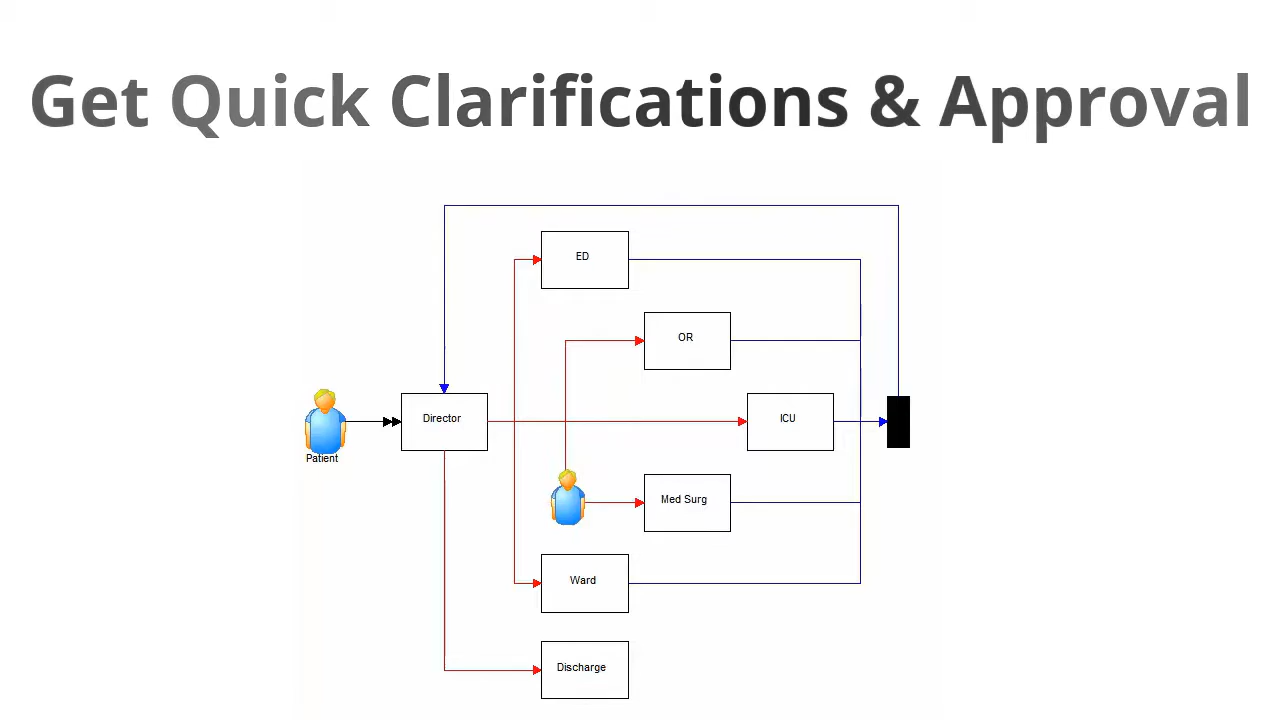 Get Quick Clarifications & Approval
ED
OR
Director
ICU
Patient
Med Surg
Ward
Discharge